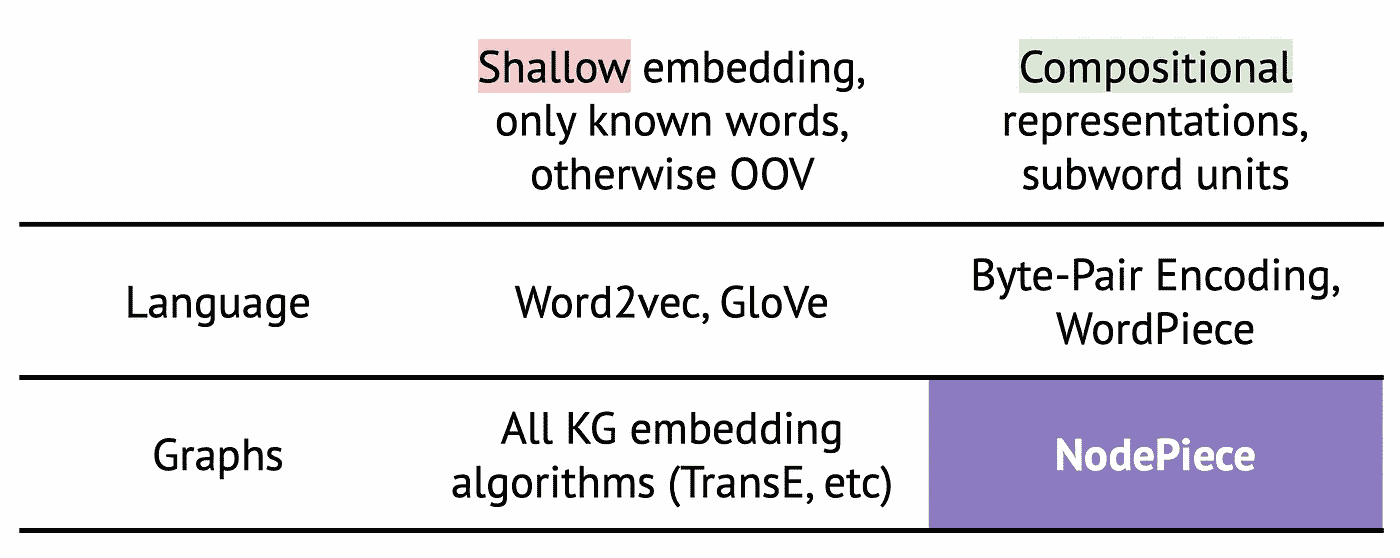 Shallow embedding,
only known words,
otherwise OOV
Compositional
representations,
subword units
Language
Word2vec, GloVe
Byte-Pair Encoding,
WordPiece
Graphs
All KG embedding
algorithms (TransE, etc)
NodePiece